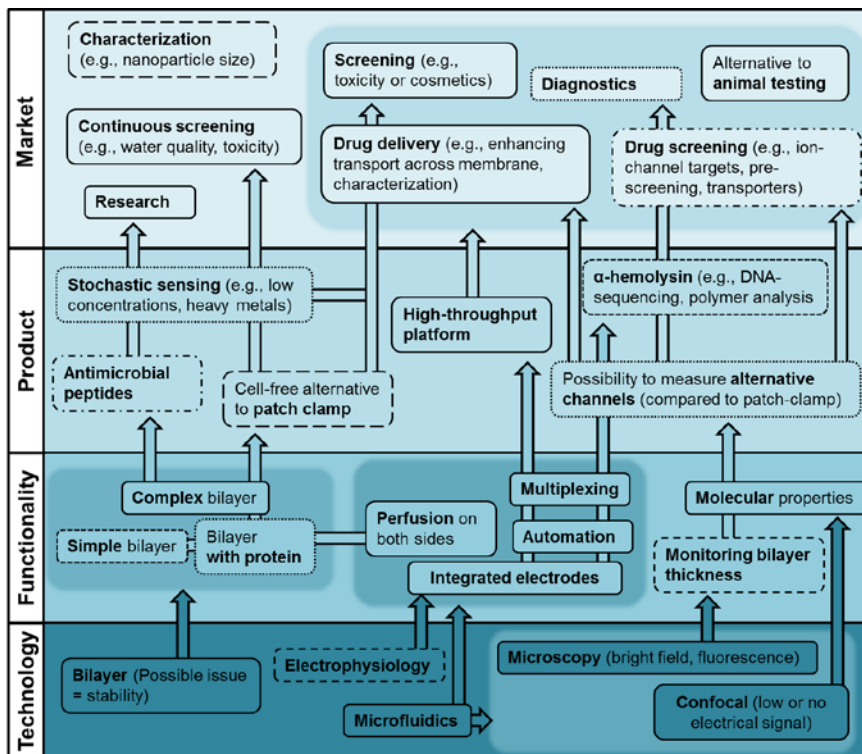 Market
Characterization
(e.g., nanoparticle size)
Screening (e.g.,
toxicity or cosmetics)
Diagnostics
Alternative to
animal testing
Continuous screening
(e.g., water quality, toxicity)
Drug delivery (e.g., enhancing
transport across membrane,
characterization)
Drug screening (e.g., ion-
channel targets, pre-
screening, transporters)
Research
Product
Stochastic sensing (e.g., low
concentrations, heavy metals)
α-hemolysin (e.g., DNA-
sequencing, polymer analysis
High-throughput
platform
Antimicrobial
peptides
Cell-free alternative
to patch clamp
Possibility to measure alternative
channels (compared to patch-clamp)
Functionality
Complex bilayer
Multiplexing
Molecular properties
Simple bilayer
Bilayer
with protein
Perfusion on
both sides
Automation
Monitoring bilayer
thickness
Integrated electrodes
Technology
Bilayer (Possible issue
= stability)
Electrophysiology
Microscopy (bright field, fluorescence)
Microfluidics
Confocal (low or no
electrical signal)